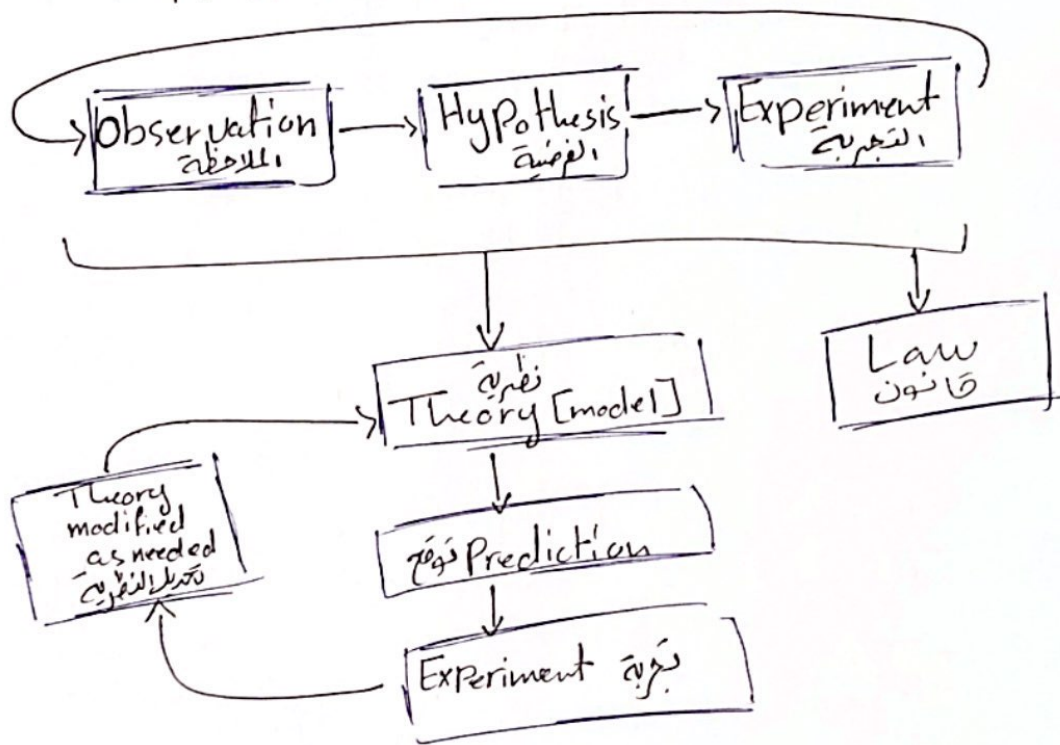 Observation
الملاحظة
Hypothesis
الفرضية
Experiment
التجربة
نظرية
Theory [model]
Law
قانون
Theory
modified
as needed
تعديل النظرية
توقع Prediction
Experiment تجربة